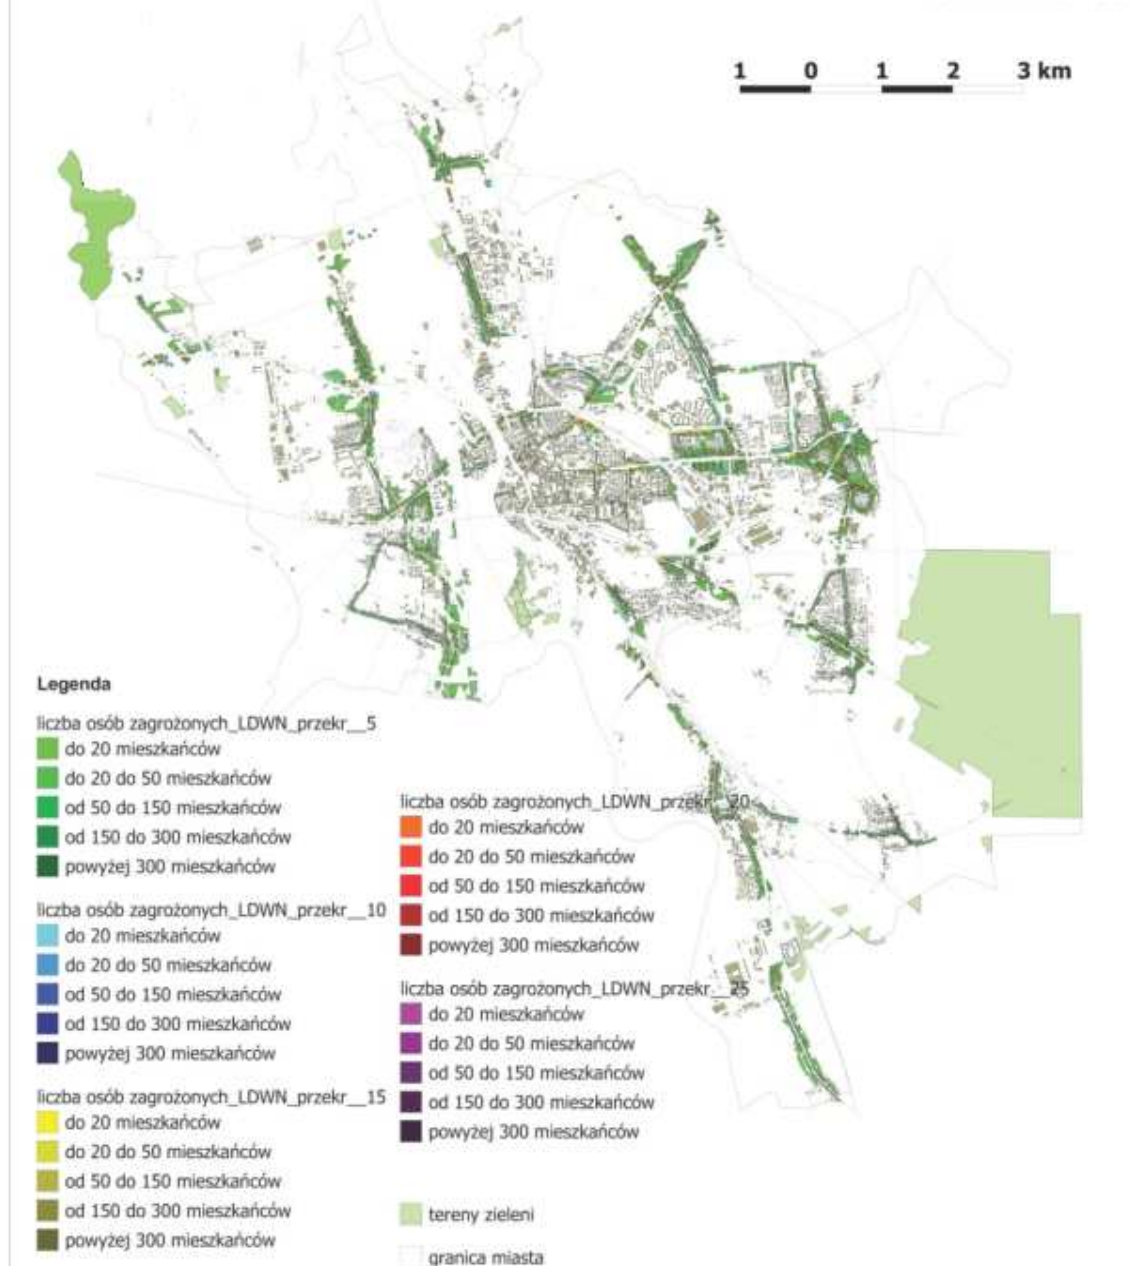 1 0 1 2 3 km
Legenda
liczba osób zagrożonych_LDWN_przekr__5
do 20 mieszkańców
do 20 do 50 mieszkańców
od 50 do 150 mieszkańców
od 150 do 300 mieszkańców
powyżej 300 mieszkańców
liczba osób zagrożonych_LDWN_przekr__10
do 20 mieszkańców
do 20 do 50 mieszkańców
od 50 do 150 mieszkańców
od 150 do 300 mieszkańców
powyżej 300 mieszkańców
liczba osób zagrożonych_LDWN_przekr__15
do 20 mieszkańców
do 20 do 50 mieszkańców
od 50 do 150 mieszkańców
od 150 do 300 mieszkańców
powyżej 300 mieszkańców
liczba osób zagrożonych_LDWN_przekr__20
do 20 mieszkańców
do 20 do 50 mieszkańców
od 50 do 150 mieszkańców
od 150 do 300 mieszkańców
powyżej 300 mieszkańców
liczba osób zagrożonych_LDWN_przekr__25
do 20 mieszkańców
do 20 do 50 mieszkańców
od 50 do 150 mieszkańców
od 150 do 300 mieszkańców
powyżej 300 mieszkańców
tereny zieleni
granica miasta